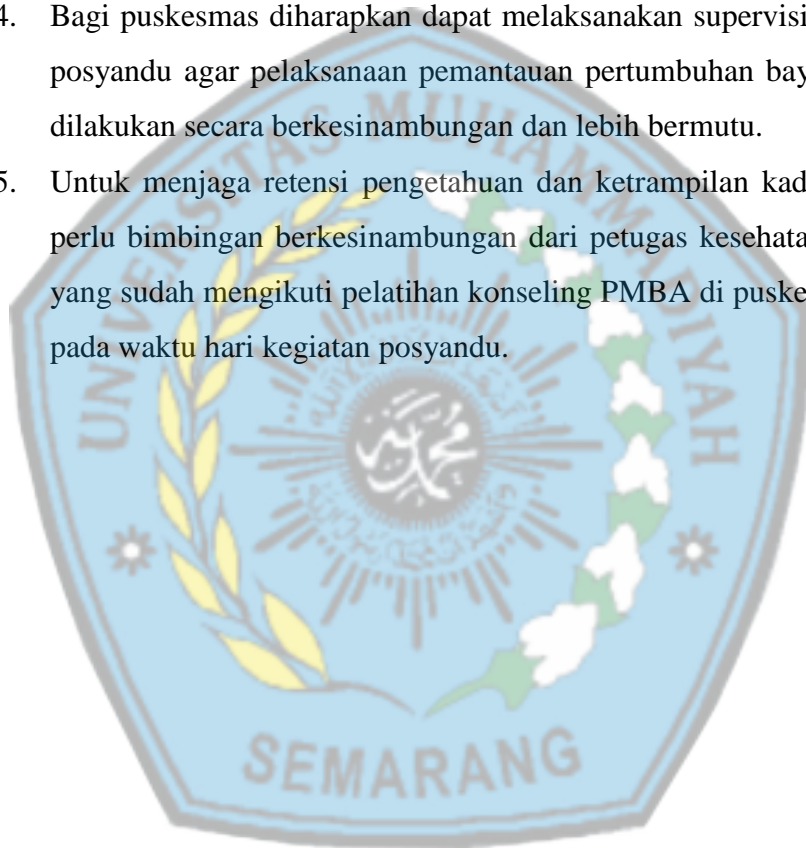 4. Bagi puskesmas diharapkan dapat melaksanakan supervisi
posyandu agar pelaksanaan pemantauan pertumbuhan bay
dilakukan secara berkesinambungan dan lebih bermutu.
5. Untuk menjaga retensi pengetahuan dan ketrampilan kad
perlu bimbingan berkesinambungan dari petugas kesehata
yang sudah mengikuti pelatihan konseling PMBA di puske
pada waktu hari kegiatan posyandu.
UNIVERSITAS MUHAMMADIYAH
SEMARANG